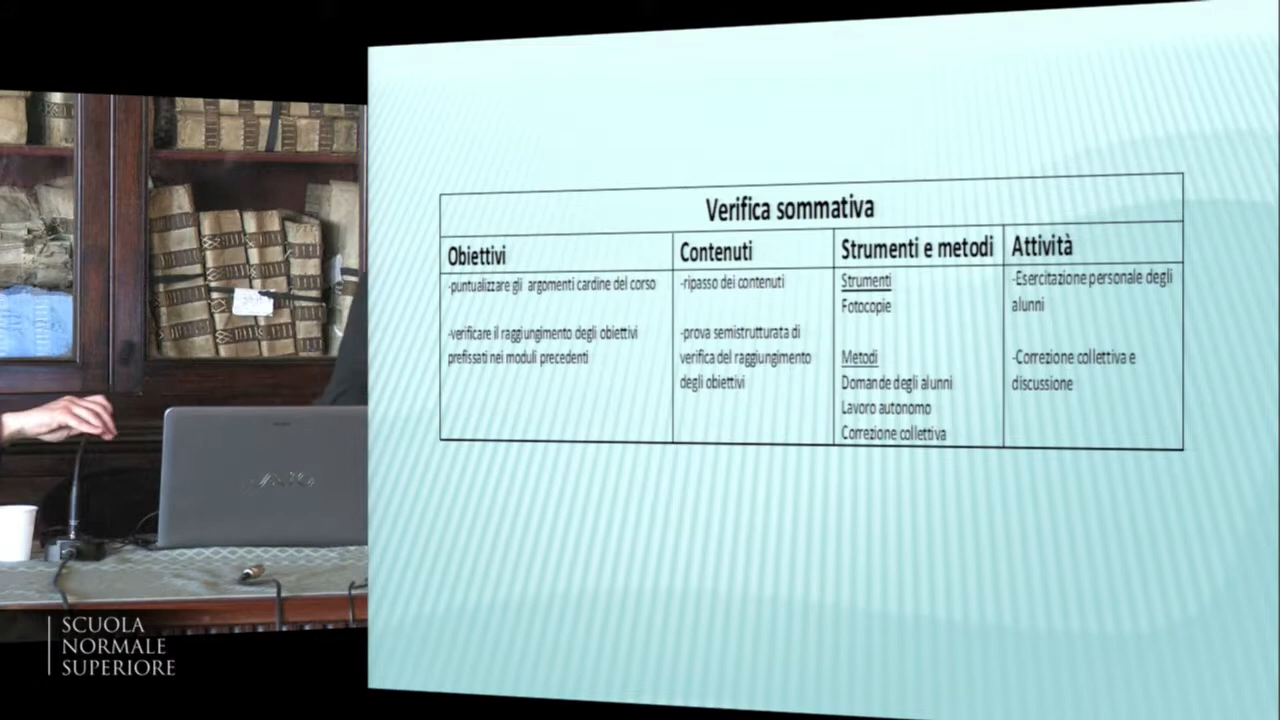 Verifica sommativa
Obiettivi
-puntualizzare gli argomenti cardine del corso
-verificare il raggiungimento degli obiettivi
prefissati nei moduli precedenti
Contenuti
-ripasso dei contenuti
-prova semistrutturata di
verifica del raggiungimento
degli obiettivi
Strumenti e metodi
Strumenti
Fotocopie
Metodi
Domande degli alunni
Lavoro autonomo
Correzione collettiva
Attività
-Esercitazione personale degli
alunni
-Correzione collettiva e
discussione
VAIO
SCUOLA
NORMALE
SUPERIORE